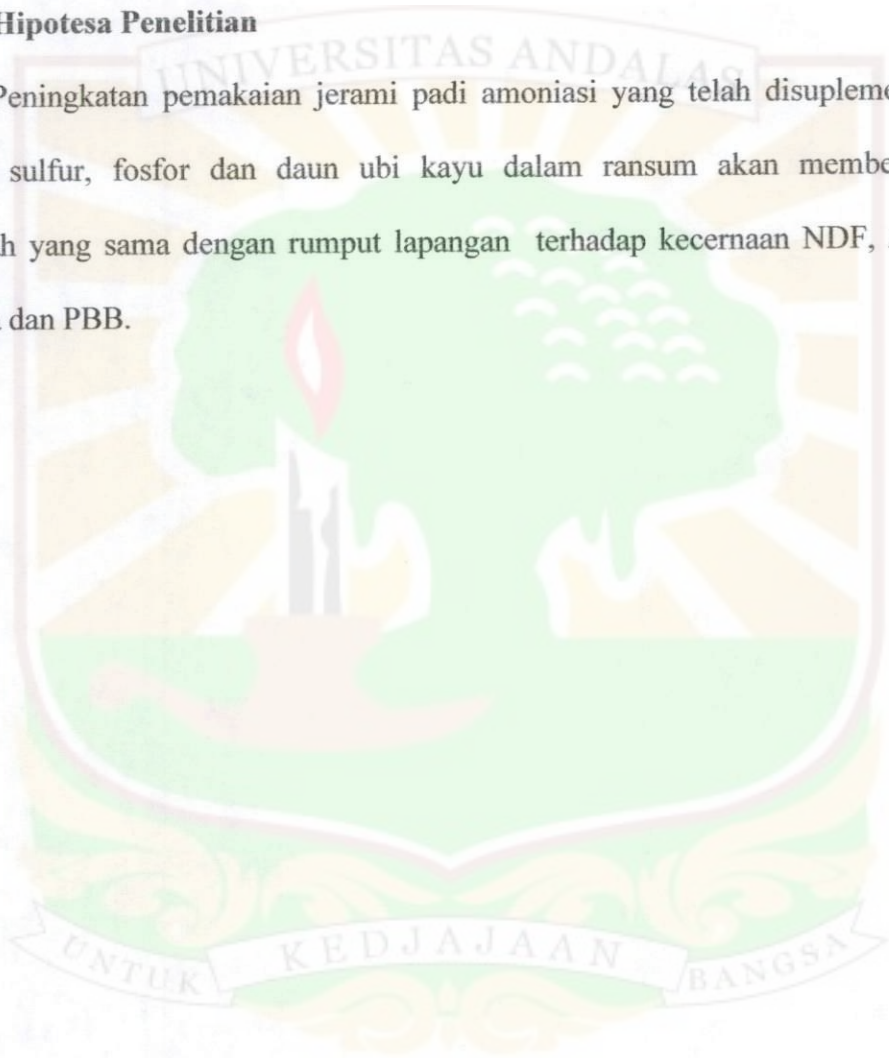 Hipotesa Penelitian
UNIVERSITAS ANDALAS
Peningkatan pemakaian jerami padi amoniasi yang telah disupleme
sulfur, fosfor dan daun ubi kayu dalam ransum akan membe
h yang sama dengan rumput lapangan terhadap kecernaan NDF,
dan PBB.
UNTUK KEDJAJAAN BANGSA